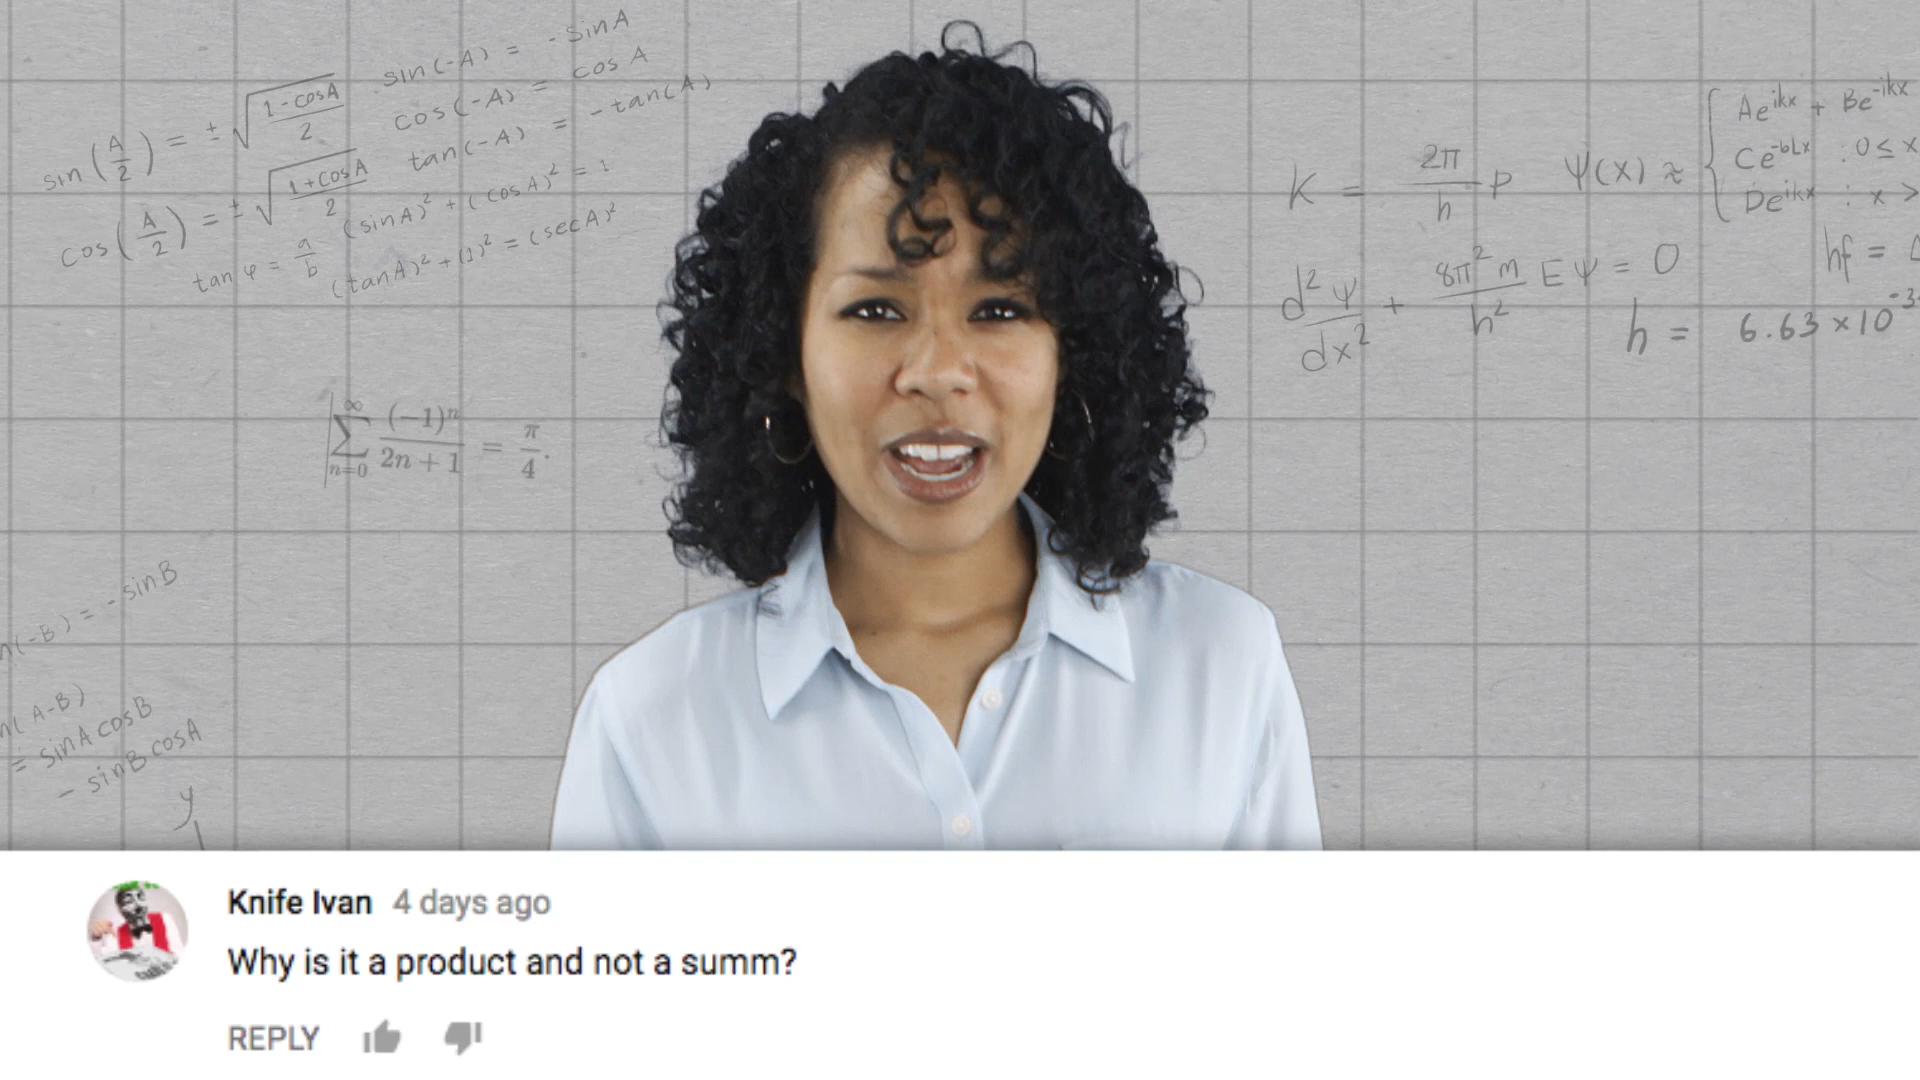 sin(A/2) = ± √((1-cosA)/2)
cos(A/2) = ± √((1+cosA)/2)
tan φ = a/b
sin(-A) = -sinA
cos(-A) = cos A
tan(-A) = -tan(A)
(sinA)² + (cosA)² = 1
(tanA)² + (1)² = (secA)²
K = 2π/h P
Ψ(x) ≈ { Ae^ikx + Be^-ikx
: 0 ≤ x
De^ikx : x >
d²Ψ/dx² + 8π²m/h² EΨ = 0
hf =
h = 6.63 ×10
∑ n=0 ∞ (-1)ⁿ/(2n+1) = π/4.
(-B) = -sinB
(A-B)
= sinA cosB
- sinB cosA
y
Knife Ivan 4 days ago
Why is it a product and not a summ?
REPLY